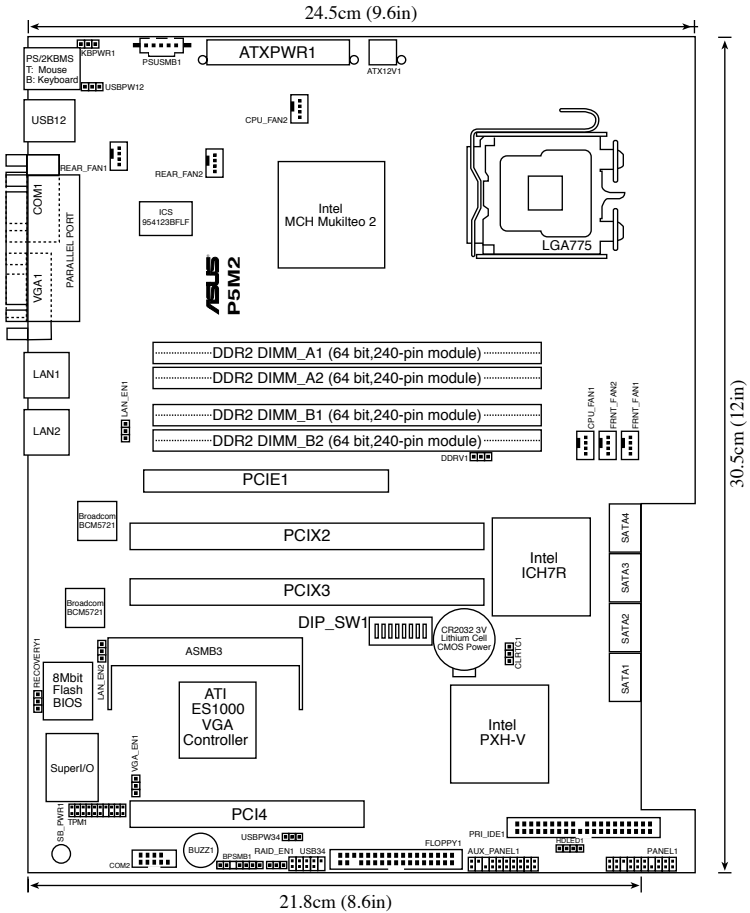 24.5cm (9.6in)
PS/2KBMS
T: Mouse
B: Keyboard
KBPWR1
USBPW12
PSUSMB1
ATXPWR1
ATX12V1
USB12
CPU_FAN2
REAR_FAN1
REAR_FAN2
COM1
PARALLEL PORT
VGA1
ICS
954123BFLF
Intel
MCH Mukilteo 2
LGA775
ASUS
P5M2
DDR2 DIMM_A1 (64 bit,240-pin module)
DDR2 DIMM_A2 (64 bit,240-pin module)
DDR2 DIMM_B1 (64 bit,240-pin module)
DDR2 DIMM_B2 (64 bit,240-pin module)
LAN1
LAN2
LAN_EN1
CPU_FAN1
FRNT_FAN2
FRNT_FAN1
30.5cm (12in)
DDRV1
PCIE1
Broadcom
BCM5721
PCIX2
Intel
ICH7R
SATA4
SATA3
SATA2
SATA1
PCIX3
Broadcom
BCM5721
DIP_SW1
CR2032 3V
Lithium Cell
CMOS Power
CLRTC1
RECOVERY1
LAN_EN2
ASMB3
8Mbit
Flash
BIOS
ATI
ES1000
VGA
Controller
Intel
PXH-V
SuperI/O
VGA_EN1
SB_PWR1
TPM1
PCI4
USBPW34
PRI_IDE1
HDLED1
COM2
BUZZ1
BPSMB1
RAID_EN1
USB34
FLOPPY1
AUX_PANEL1
PANEL1
21.8cm (8.6in)